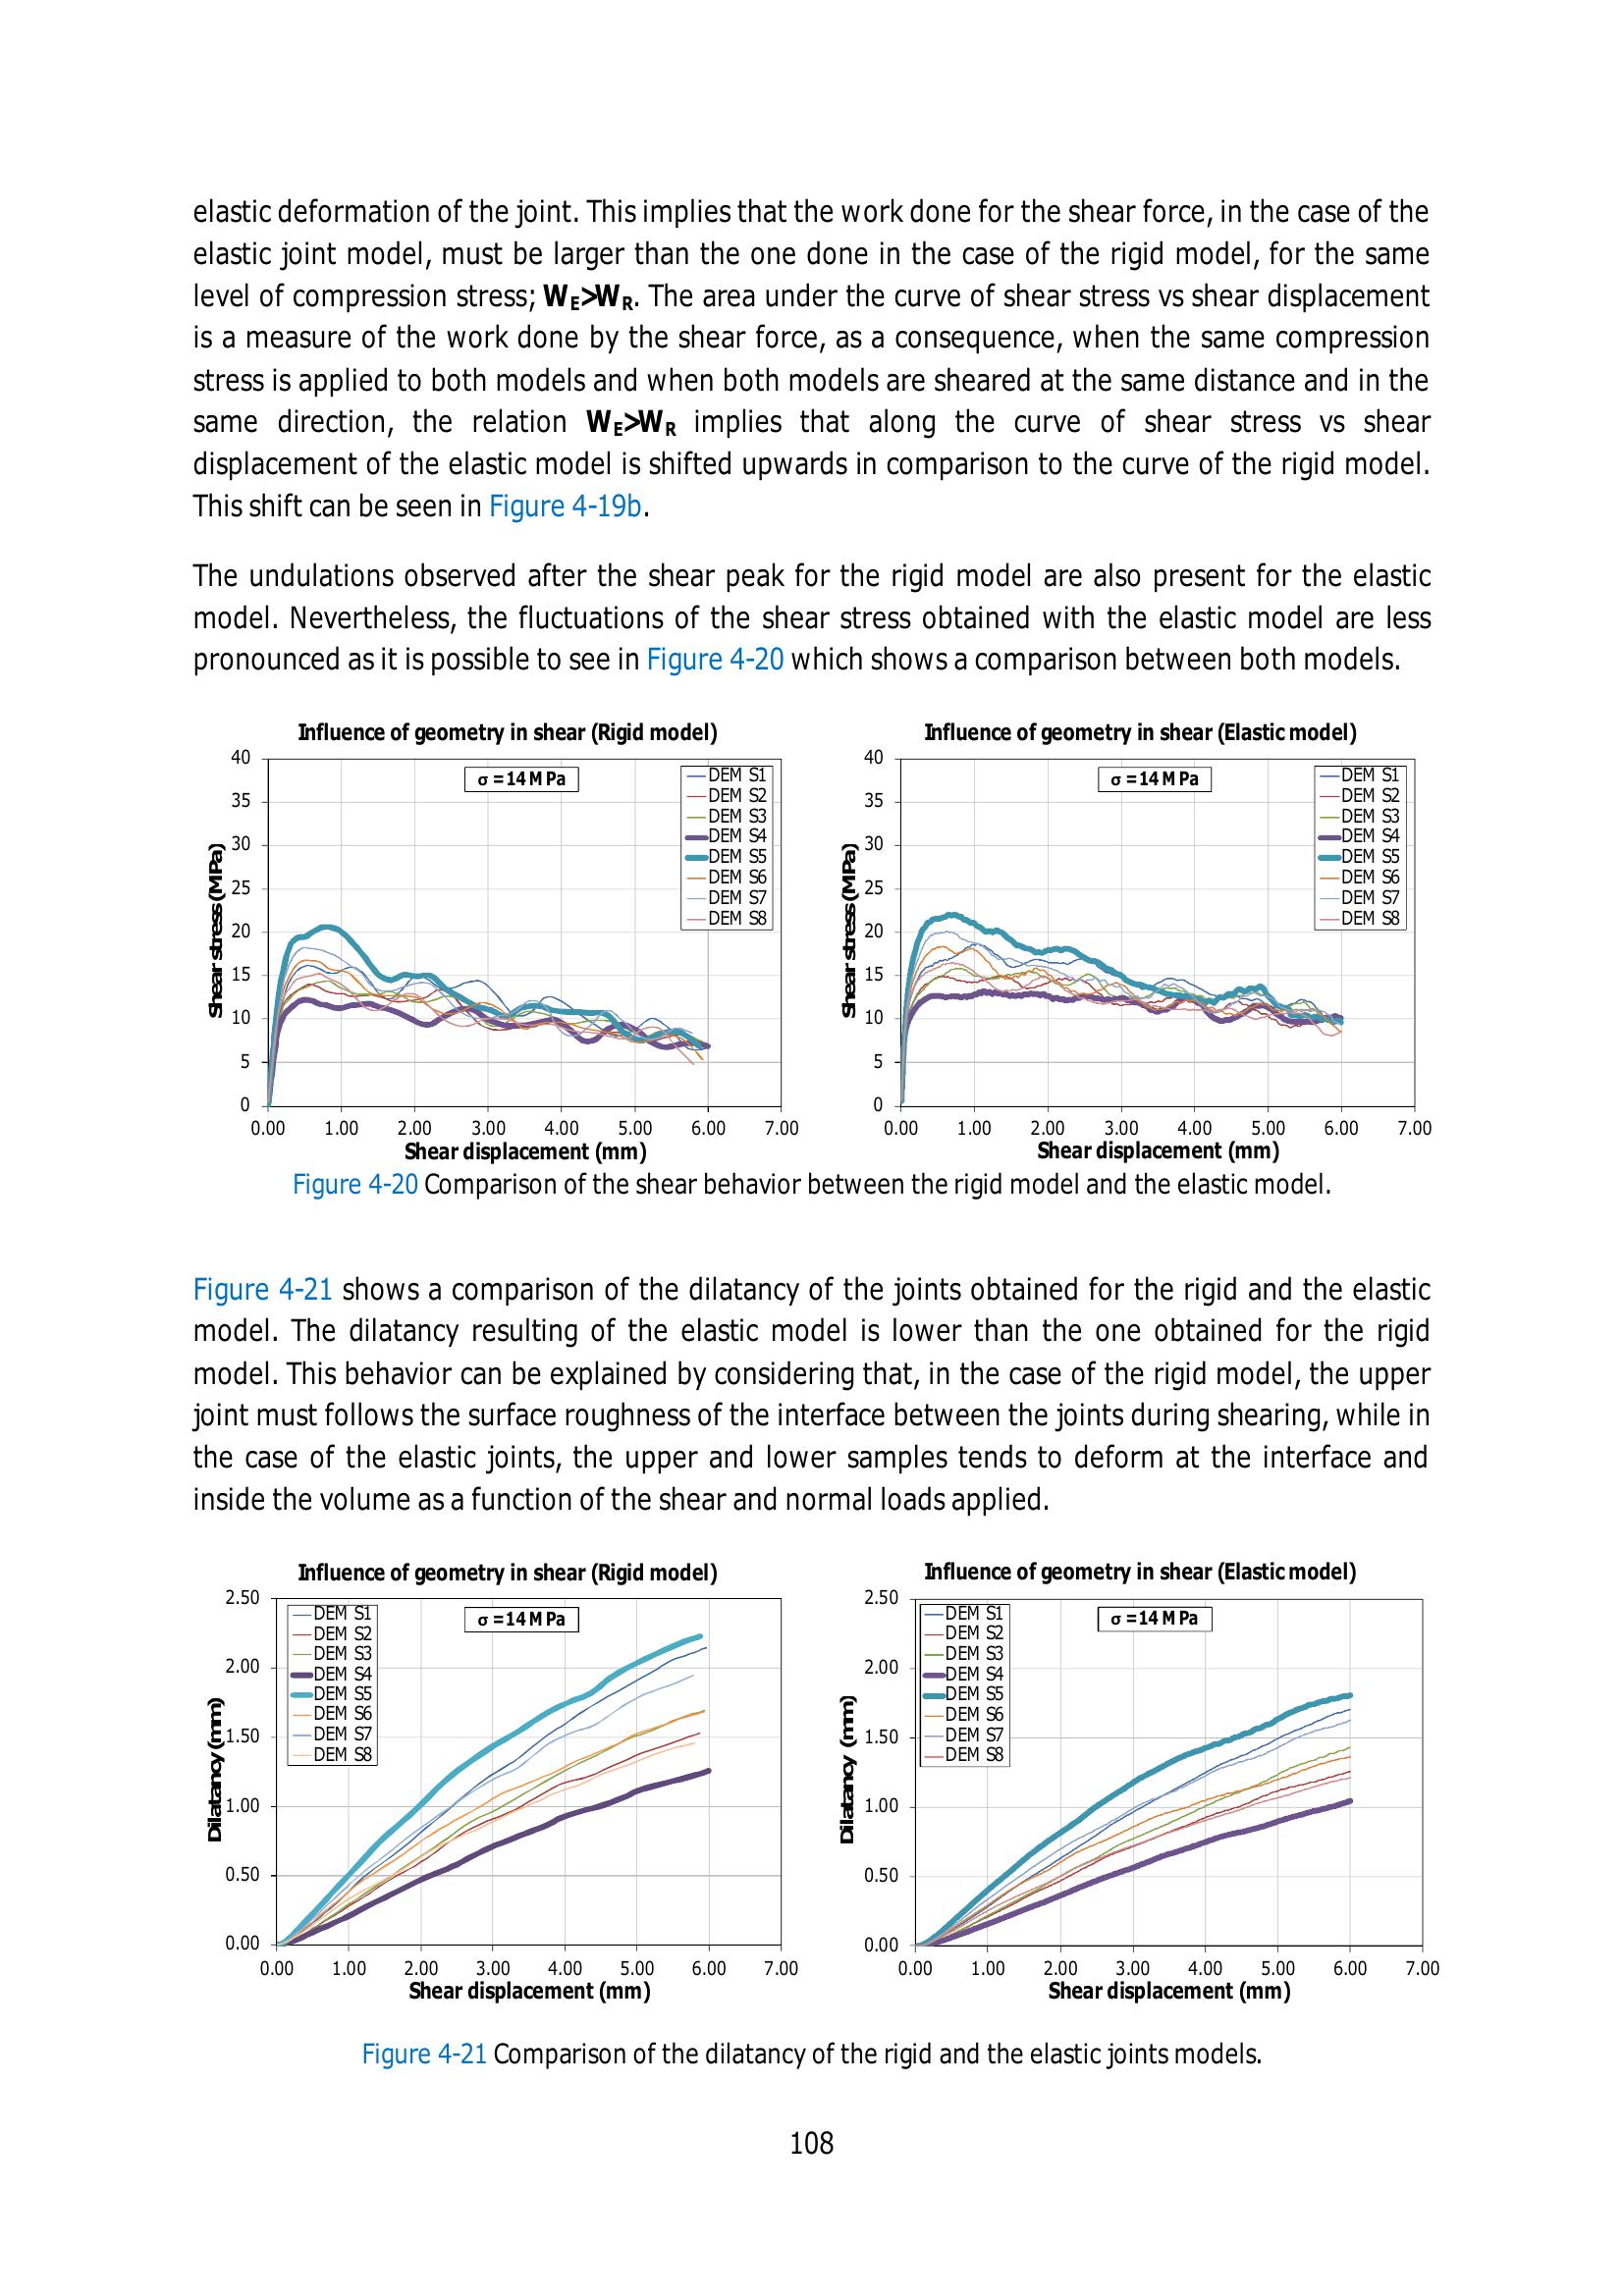 elastic deformation of the joint. This implies that the work done for the shear force, in the case of the
elastic joint model, must be larger than the one done in the case of the rigid model, for the same
level of compression stress; WE>WR. The area under the curve of shear stress vs shear displacement
is a measure of the work done by the shear force, as a consequence, when the same compression
stress is applied to both models and when both models are sheared at the same distance and in the
same direction, the relation WE>WR implies that along the curve of shear stress vs shear
displacement of the elastic model is shifted upwards in comparison to the curve of the rigid model.
This shift can be seen in Figure 4-19b.
The undulations observed after the shear peak for the rigid model are also present for the elastic
model. Nevertheless, the fluctuations of the shear stress obtained with the elastic model are less
pronounced as it is possible to see in Figure 4-20 which shows a comparison between both models.
Influence of geometry in shear (Rigid model)
σ = 14 MPa
DEM S1
DEM S2
DEM S3
DEM S4
DEM S5
DEM S6
DEM S7
DEM S8
40
35
30
25
20
15
10
5
0
Shear stress (MPa)
0.00 1.00 2.00 3.00 4.00 5.00 6.00 7.00
Shear displacement (mm)
Influence of geometry in shear (Elastic model)
σ = 14 MPa
DEM S1
DEM S2
DEM S3
DEM S4
DEM S5
DEM S6
DEM S7
DEM S8
40
35
30
25
20
15
10
5
0
Shear stress (MPa)
0.00 1.00 2.00 3.00 4.00 5.00 6.00 7.00
Shear displacement (mm)
Figure 4-20 Comparison of the shear behavior between the rigid model and the elastic model.
Figure 4-21 shows a comparison of the dilatancy of the joints obtained for the rigid and the elastic
model. The dilatancy resulting of the elastic model is lower than the one obtained for the rigid
model. This behavior can be explained by considering that, in the case of the rigid model, the upper
joint must follows the surface roughness of the interface between the joints during shearing, while in
the case of the elastic joints, the upper and lower samples tends to deform at the interface and
inside the volume as a function of the shear and normal loads applied.
Influence of geometry in shear (Rigid model)
DEM S1
DEM S2
DEM S3
DEM S4
DEM S5
DEM S6
DEM S7
DEM S8
σ = 14 MPa
2.50
2.00
1.50
1.00
0.50
0.00
Dilatancy (mm)
0.00 1.00 2.00 3.00 4.00 5.00 6.00 7.00
Shear displacement (mm)
Influence of geometry in shear (Elastic model)
DEM S1
DEM S2
DEM S3
DEM S4
DEM S5
DEM S6
DEM S7
DEM S8
σ = 14 MPa
2.50
2.00
1.50
1.00
0.50
0.00
Dilatancy (mm)
0.00 1.00 2.00 3.00 4.00 5.00 6.00 7.00
Shear displacement (mm)
Figure 4-21 Comparison of the dilatancy of the rigid and the elastic joints models.
108